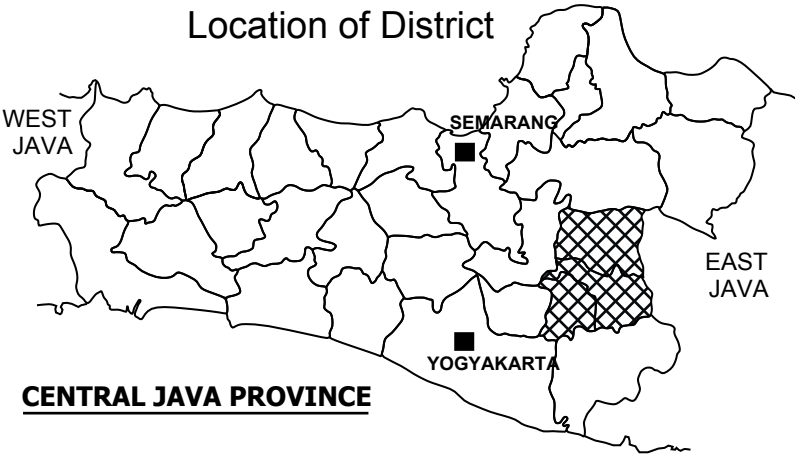 Location of District
SEMARANG
WEST
JAVA
EAST
JAVA
YOGYAKARTA
CENTRAL JAVA PROVINCE